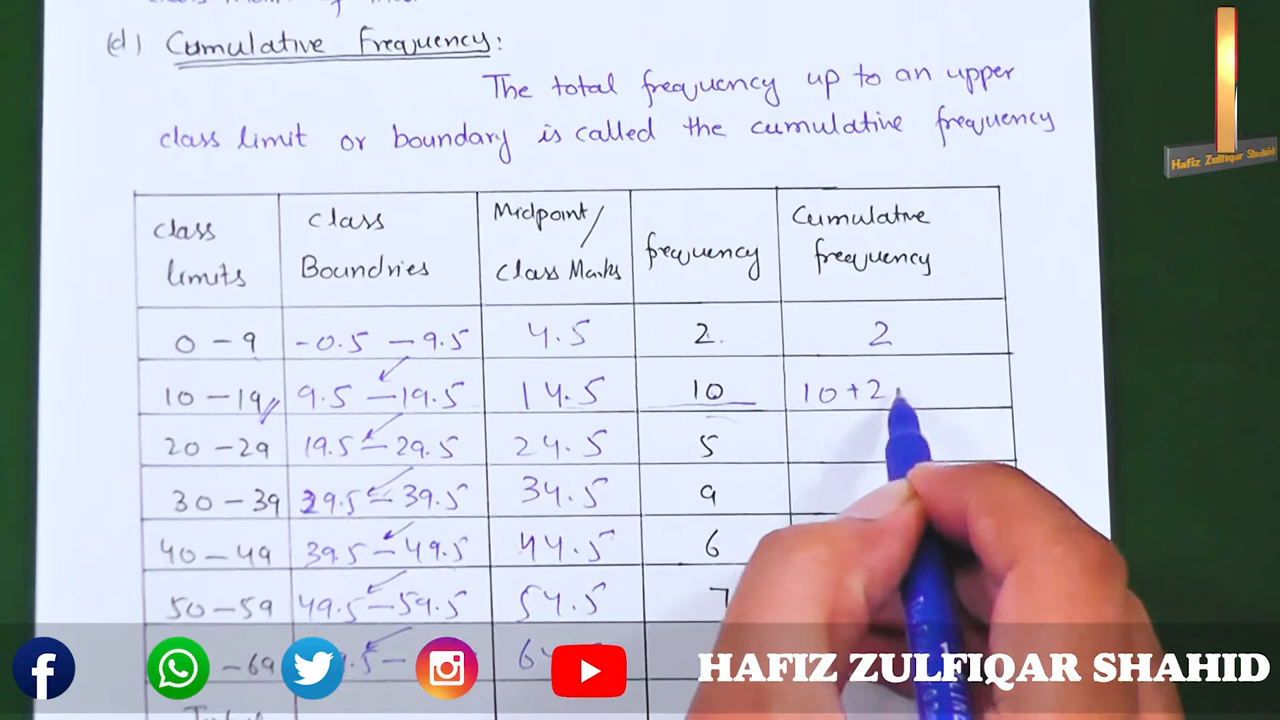 (d) Cumulative Frequency:
The total frequency up to an upper
class limit or boundary is called the cumulative frequency
Class limits | Class Boundries | Midpoint/ Class Marks | frequency | Cumulative frequency
0 – 9 | -0.5 – 9.5 | 4.5 | 2. | 2
10 – 19 | 9.5 – 19.5 | 14.5 | 10 | 10+2
20 – 29 | 19.5 – 29.5 | 24.5 | 5
30 – 39 | 29.5 – 39.5 | 34.5 | 9
40 – 49 | 39.5 – 49.5 | 44.5 | 6
50 – 59 | 49.5 – 59.5 | 54.5 | 7
– 69
Hafiz Zulfiqar Shahid
HAFIZ ZULFIQAR SHAHID